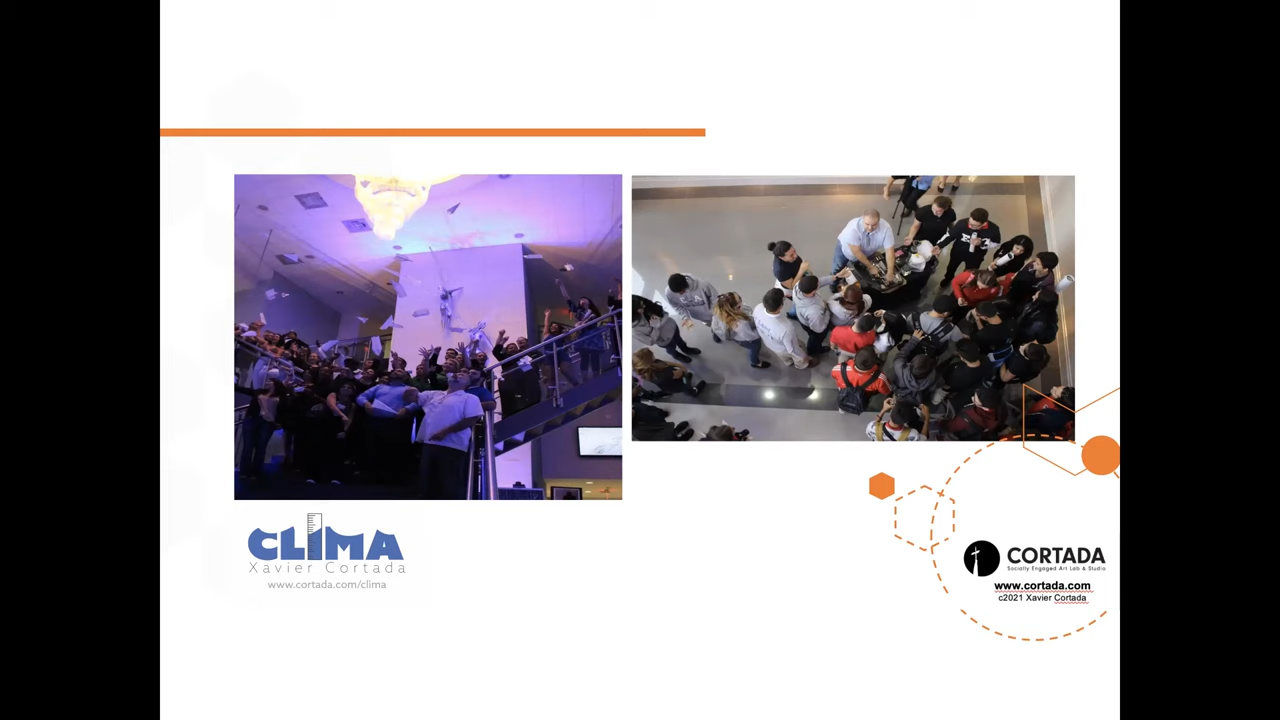 CLIMA
Xavier Cortada
www.cortada.com/clima
CORTADA
Socially Engaged Art Lab & Studio
www.cortada.com
c2021 Xavier Cortada